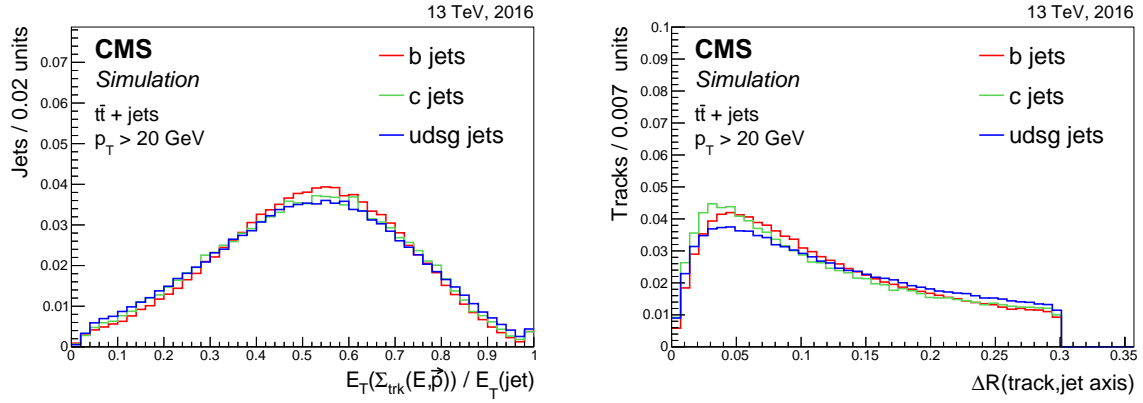 13 TeV, 2016
CMS
Simulation
tt̄ + jets
p_T > 20 GeV
b jets
c jets
udsg jets
Jets / 0.02 units
0.07
0.06
0.05
0.04
0.03
0.02
0.01
0
0 0.1 0.2 0.3 0.4 0.5 0.6 0.7 0.8 0.9 1
E_T(Σ_trk(E,p⃗)) / E_T(jet)
13 TeV, 2016
CMS
Simulation
tt̄ + jets
p_T > 20 GeV
b jets
c jets
udsg jets
Tracks / 0.007 units
0.1
0.09
0.08
0.07
0.06
0.05
0.04
0.03
0.02
0.01
0
0 0.05 0.1 0.15 0.2 0.25 0.3 0.35
ΔR(track,jet axis)